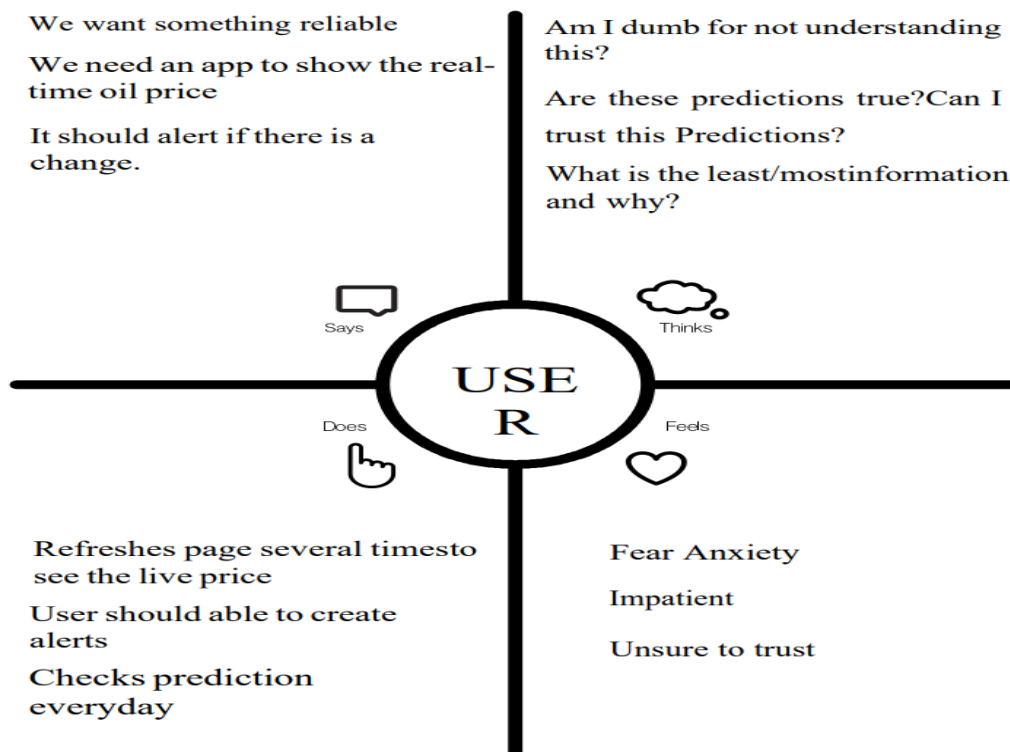 We want something reliable
We need an app to show the real-
time oil price
It should alert if there is a
change.
Am I dumb for not understanding
this?
Are these predictions true?Can I
trust this Predictions?
What is the least/mostinformation
and why?
Says
Thinks
USE
R
Does
Feels
Refreshes page several timesto
see the live price
User should able to create
alerts
Checks prediction
everyday
Fear Anxiety
Impatient
Unsure to trust